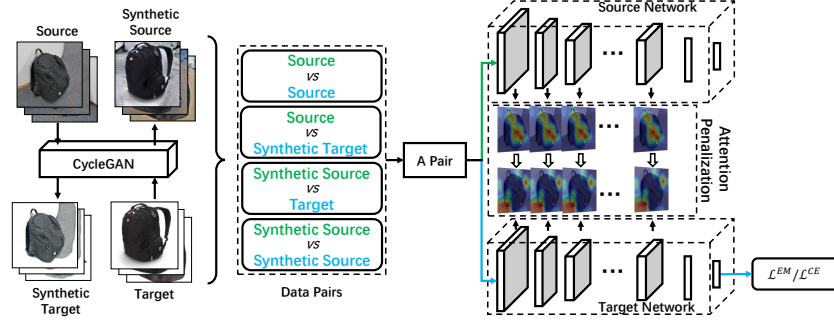 Source
Synthetic
Source
CycleGAN
Synthetic
Target
Target
Source
VS
Source
Source
VS
Synthetic Target
Synthetic Source
VS
Target
Synthetic Source
VS
Synthetic Source
Data Pairs
A Pair
Source Network
...
...
...
Attention
Penalization
...
Target Network
ℒ^EM/ℒ^CE